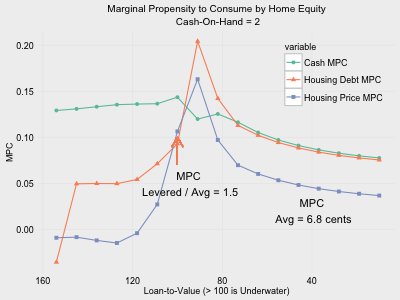 Marginal Propensity to Consume by Home Equity
Cash-On-Hand = 2
variable
Cash MPC
Housing Debt MPC
Housing Price MPC
0.20
0.15
0.10
0.05
0.00
MPC
MPC
Levered / Avg = 1.5
MPC
Avg = 6.8 cents
160
120
80
40
Loan-to-Value (> 100 is Underwater)